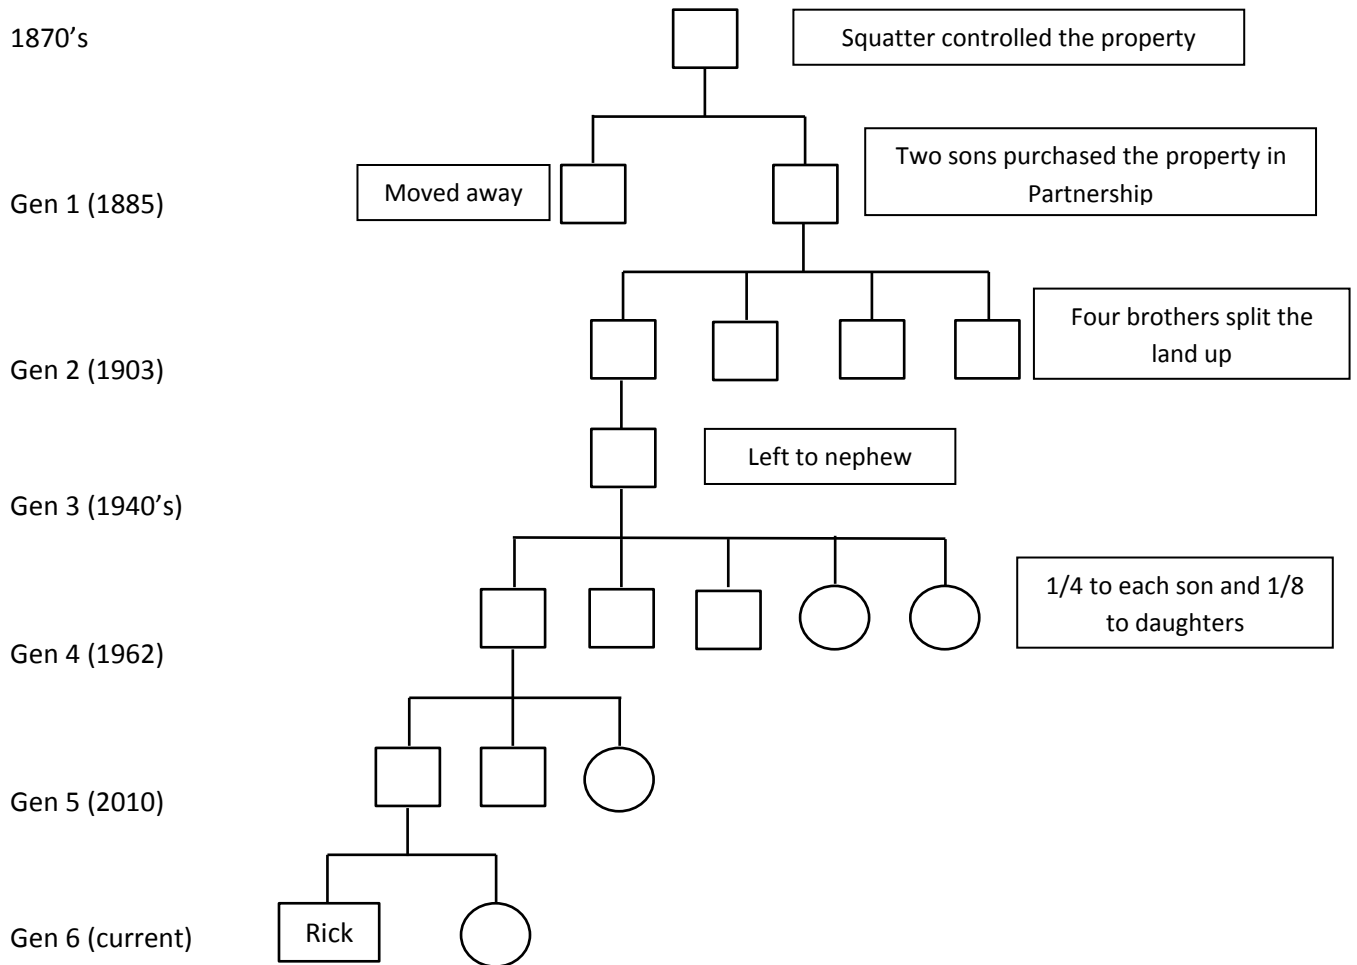 1870’s
Squatter controlled the property
Moved away
Two sons purchased the property in
Partnership
Gen 1 (1885)
Four brothers split the
land up
Gen 2 (1903)
Left to nephew
Gen 3 (1940’s)
1/4 to each son and 1/8
to daughters
Gen 4 (1962)
Gen 5 (2010)
Rick
Gen 6 (current)